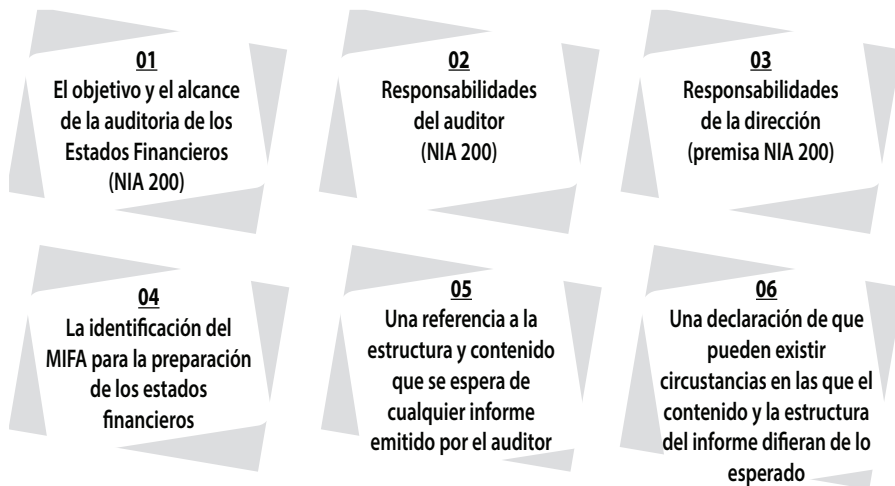 01
El objetivo y el alcance
de la auditoria de los
Estados Financieros
(NIA 200)
02
Responsabilidades
del auditor
(NIA 200)
03
Responsabilidades
de la dirección
(premisa NIA 200)
04
La identificación del
MIFA para la preparación
de los estados
financieros
05
Una referencia a la
estructura y contenido
que se espera de
cualquier informe
emitido por el auditor
06
Una declaración de que
pueden existir
circustancias en las que el
contenido y la estructura
del informe difieran de lo
esperado